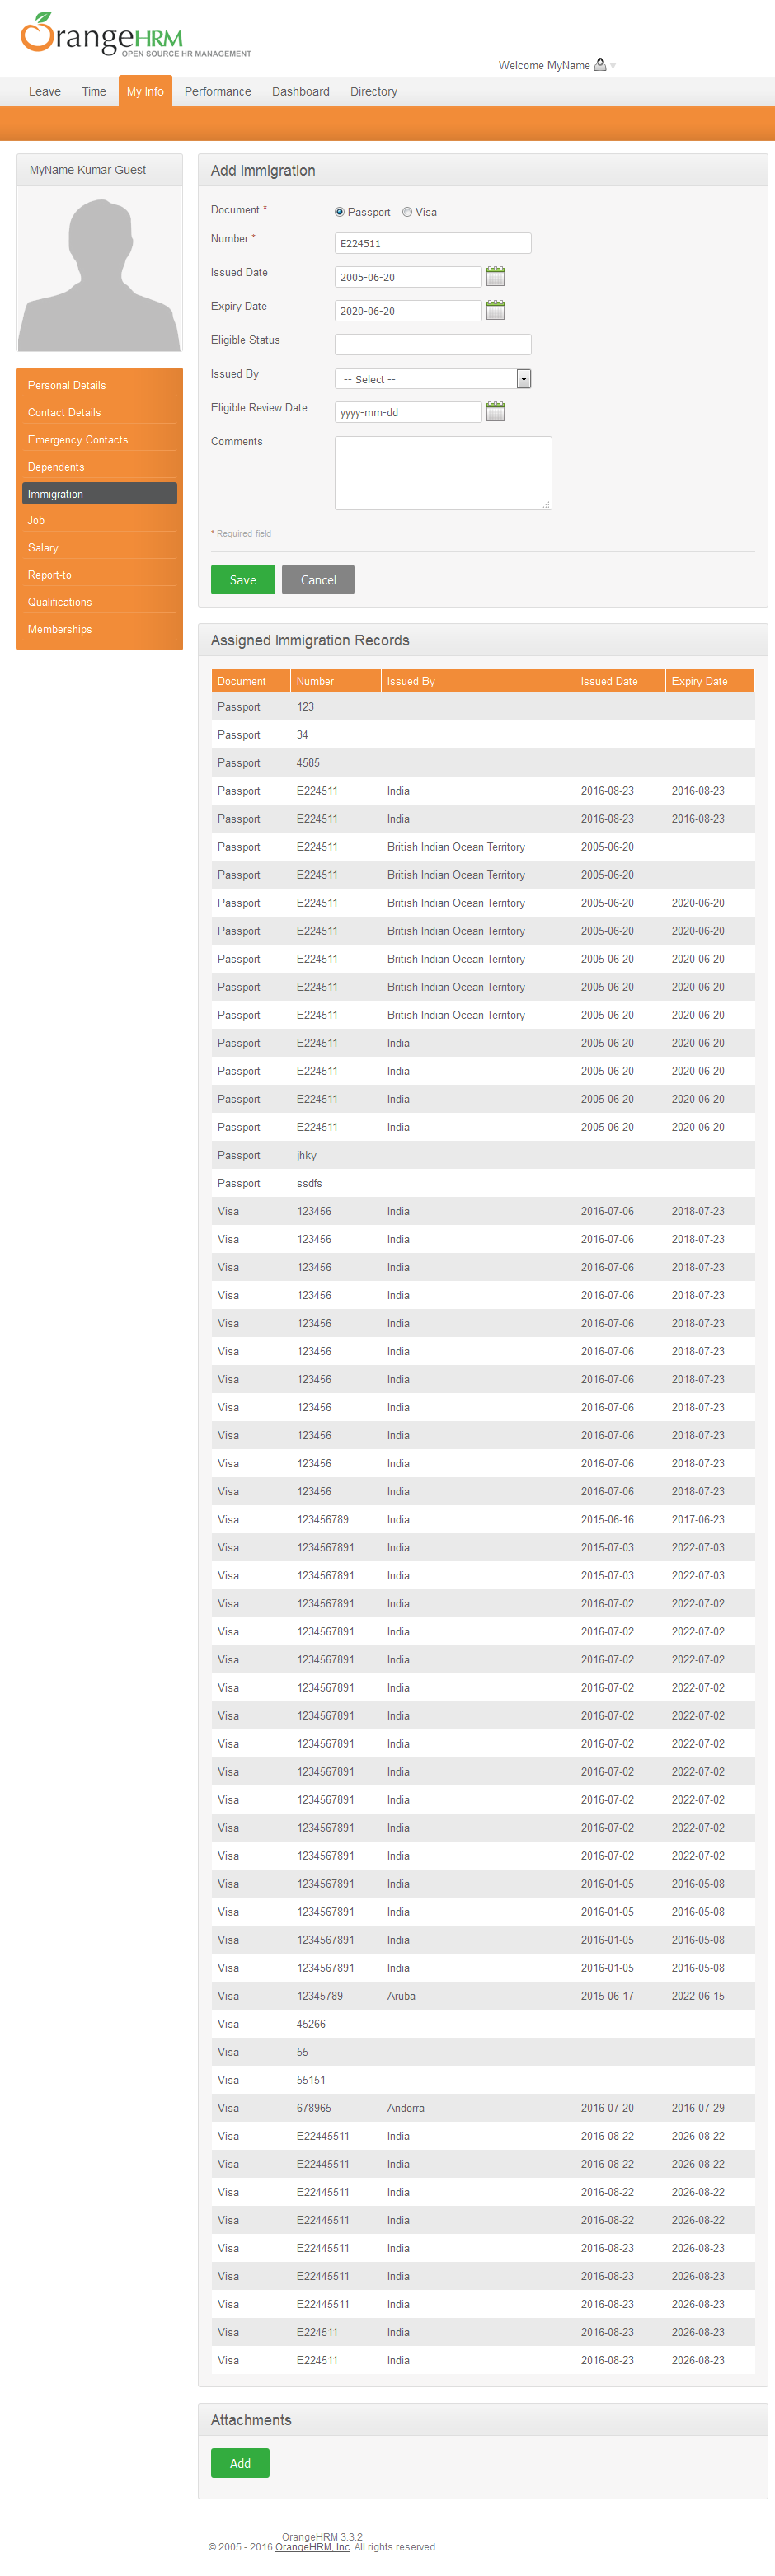 OrangeHRM
OPEN SOURCE HR MANAGEMENT
Welcome MyName
Leave Time My Info Performance Dashboard Directory
MyName Kumar Guest
Personal Details
Contact Details
Emergency Contacts
Dependents
Immigration
Job
Salary
Report-to
Qualifications
Memberships
Add Immigration
Document * Passport Visa
Number * E224511
Issued Date 2005-06-20
Expiry Date 2020-06-20
Eligible Status
Issued By -- Select --
Eligible Review Date yyyy-mm-dd
Comments
* Required field
Save Cancel
Assigned Immigration Records
Document Number Issued By Issued Date Expiry Date
Passport 123
Passport 34
Passport 4585
Passport E224511 India 2016-08-23 2016-08-23
Passport E224511 India 2016-08-23 2016-08-23
Passport E224511 British Indian Ocean Territory 2005-06-20
Passport E224511 British Indian Ocean Territory 2005-06-20
Passport E224511 British Indian Ocean Territory 2005-06-20 2020-06-20
Passport E224511 British Indian Ocean Territory 2005-06-20 2020-06-20
Passport E224511 British Indian Ocean Territory 2005-06-20 2020-06-20
Passport E224511 British Indian Ocean Territory 2005-06-20 2020-06-20
Passport E224511 British Indian Ocean Territory 2005-06-20 2020-06-20
Passport E224511 India 2005-06-20 2020-06-20
Passport E224511 India 2005-06-20 2020-06-20
Passport E224511 India 2005-06-20 2020-06-20
Passport E224511 India 2005-06-20 2020-06-20
Passport jhky
Passport ssdfs
Visa 123456 India 2016-07-06 2018-07-23
Visa 123456 India 2016-07-06 2018-07-23
Visa 123456 India 2016-07-06 2018-07-23
Visa 123456 India 2016-07-06 2018-07-23
Visa 123456 India 2016-07-06 2018-07-23
Visa 123456 India 2016-07-06 2018-07-23
Visa 123456 India 2016-07-06 2018-07-23
Visa 123456 India 2016-07-06 2018-07-23
Visa 123456 India 2016-07-06 2018-07-23
Visa 123456 India 2016-07-06 2018-07-23
Visa 123456 India 2016-07-06 2018-07-23
Visa 123456789 India 2015-06-16 2017-06-23
Visa 1234567891 India 2015-07-03 2022-07-03
Visa 1234567891 India 2015-07-03 2022-07-03
Visa 1234567891 India 2016-07-02 2022-07-02
Visa 1234567891 India 2016-07-02 2022-07-02
Visa 1234567891 India 2016-07-02 2022-07-02
Visa 1234567891 India 2016-07-02 2022-07-02
Visa 1234567891 India 2016-07-02 2022-07-02
Visa 1234567891 India 2016-07-02 2022-07-02
Visa 1234567891 India 2016-07-02 2022-07-02
Visa 1234567891 India 2016-07-02 2022-07-02
Visa 1234567891 India 2016-07-02 2022-07-02
Visa 1234567891 India 2016-07-02 2022-07-02
Visa 1234567891 India 2016-01-05 2016-05-08
Visa 1234567891 India 2016-01-05 2016-05-08
Visa 1234567891 India 2016-01-05 2016-05-08
Visa 1234567891 India 2016-01-05 2016-05-08
Visa 12345789 Aruba 2015-06-17 2022-06-15
Visa 45266
Visa 55
Visa 55151
Visa 678965 Andorra 2016-07-20 2016-07-29
Visa E22445511 India 2016-08-22 2026-08-22
Visa E22445511 India 2016-08-22 2026-08-22
Visa E22445511 India 2016-08-22 2026-08-22
Visa E22445511 India 2016-08-22 2026-08-22
Visa E22445511 India 2016-08-23 2026-08-23
Visa E22445511 India 2016-08-23 2026-08-23
Visa E22445511 India 2016-08-23 2026-08-23
Visa E224511 India 2016-08-23 2026-08-23
Visa E224511 India 2016-08-23 2026-08-23
Attachments
Add
OrangeHRM 3.3.2
© 2005 - 2016 OrangeHRM, Inc. All rights reserved.